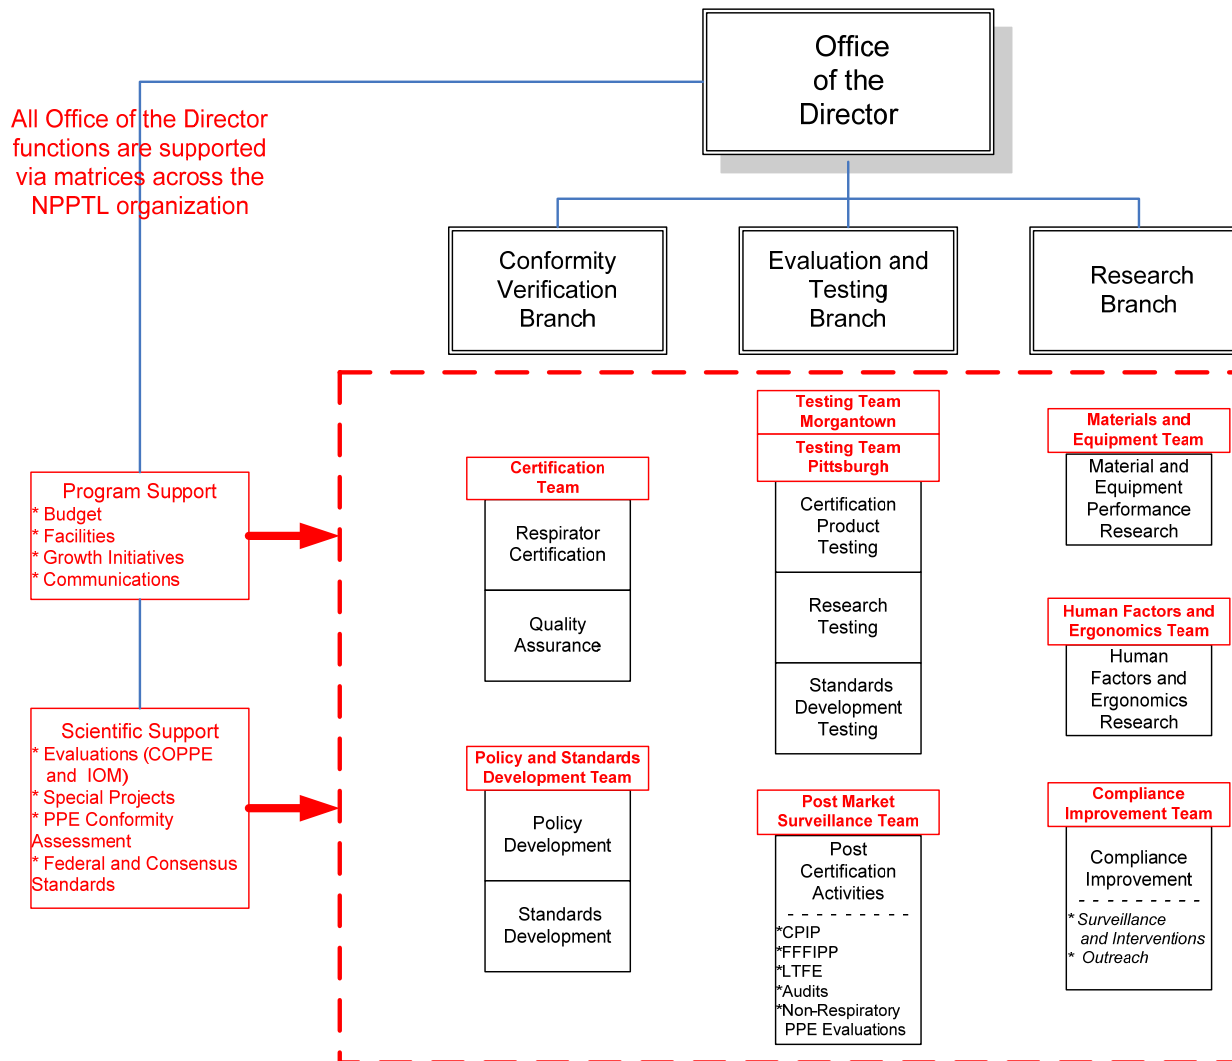 Office
of the
Director
All Office of the Director
functions are supported
via matrices across the
NPPTL organization
Conformity
Verification
Branch
Evaluation and
Testing
Branch
Research
Branch
Program Support
* Budget
* Facilities
* Growth Initiatives
* Communications
Scientific Support
* Evaluations (COPPE
and IOM)
* Special Projects
* PPE Conformity
Assessment
* Federal and Consensus
Standards
Certification
Team
Respirator
Certification
Quality
Assurance
Policy and Standards
Development Team
Policy
Development
Standards
Development
Testing Team
Morgantown
Testing Team
Pittsburgh
Certification
Product
Testing
Research
Testing
Standards
Development
Testing
Post Market
Surveillance Team
Post
Certification
Activities
*CPIP
*FFFIPP
*LTFE
*Audits
*Non-Respiratory
PPE Evaluations
Materials and
Equipment Team
Material and
Equipment
Performance
Research
Human Factors and
Ergonomics Team
Human
Factors and
Ergonomics
Research
Compliance
Improvement Team
Compliance
Improvement
* Surveillance
and Interventions
* Outreach